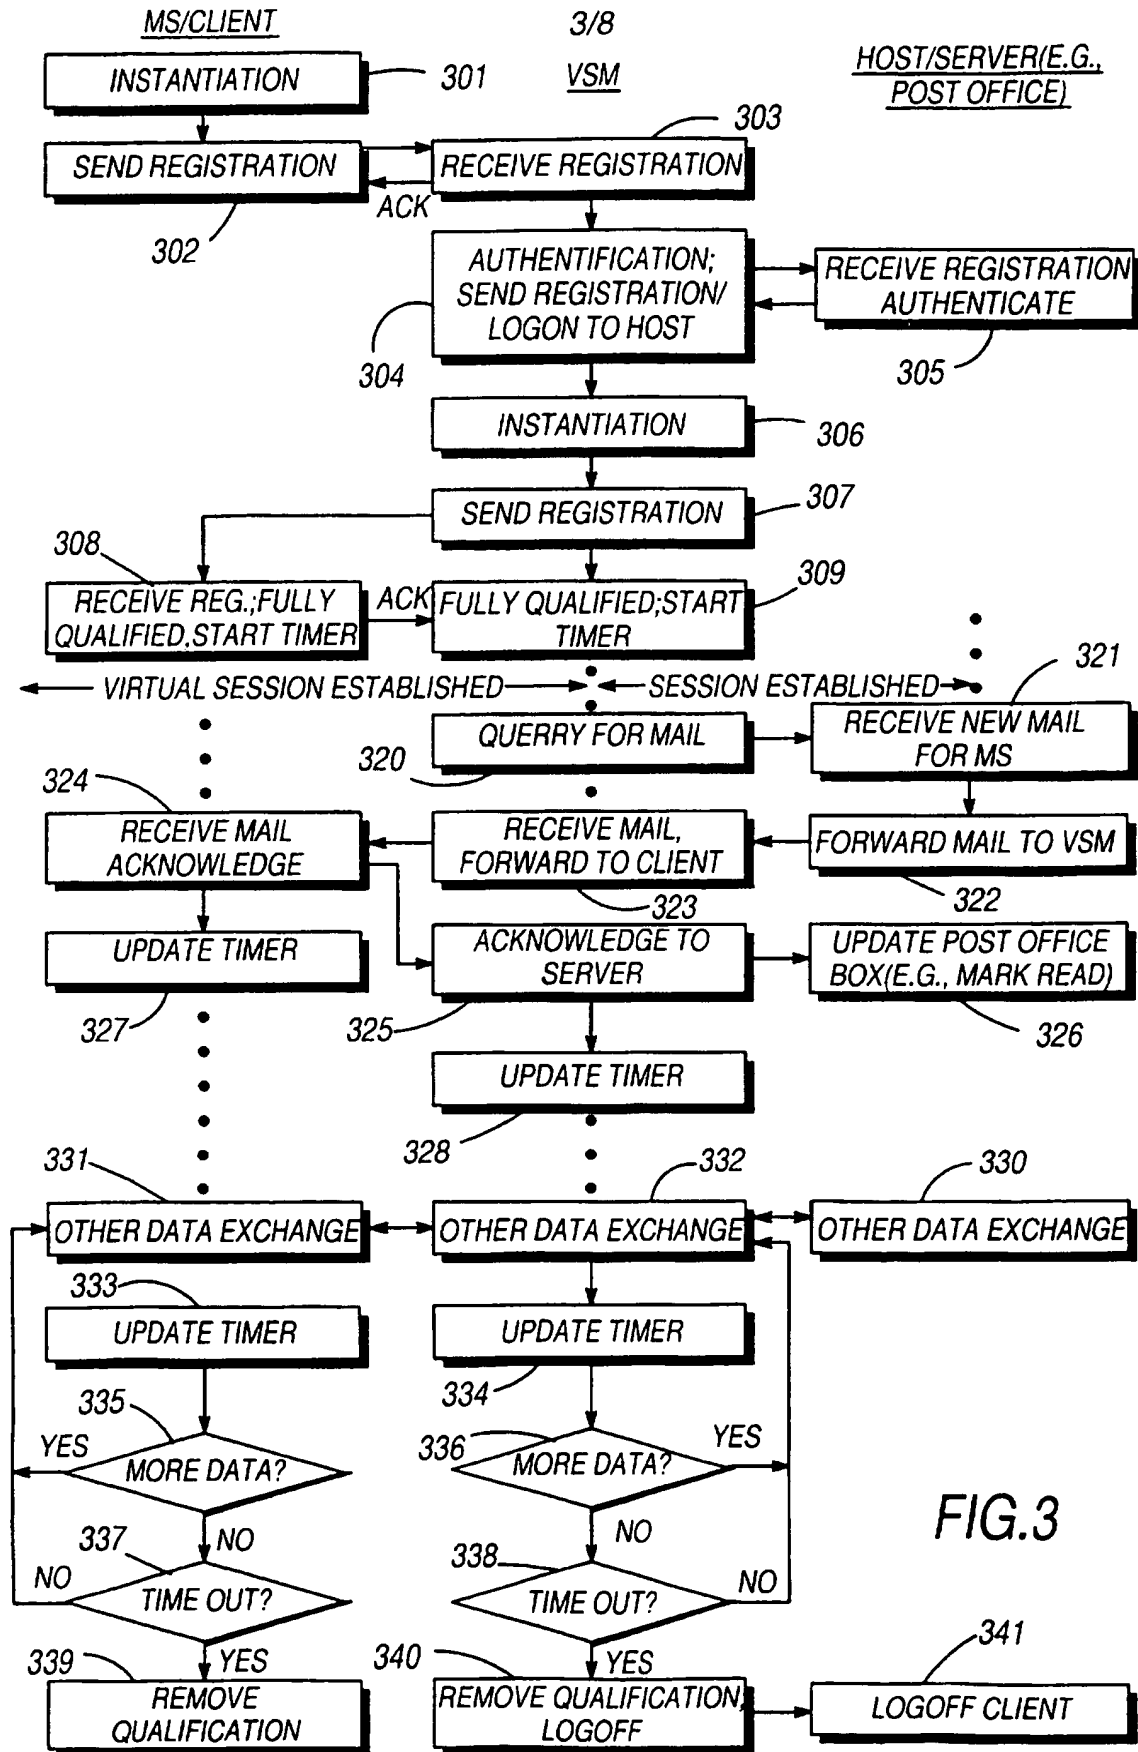 MS/CLIENT
3/8
VSM
HOST/SERVER(E.G.,
POST OFFICE)
INSTANTIATION
301
SEND REGISTRATION
302
303
RECEIVE REGISTRATION
ACK
AUTHENTIFICATION;
SEND REGISTRATION/
LOGON TO HOST
304
RECEIVE REGISTRATION
AUTHENTICATE
305
INSTANTIATION
306
SEND REGISTRATION
307
308
RECEIVE REG.;FULLY
QUALIFIED,START TIMER
ACK
FULLY QUALIFIED;START
TIMER
309
VIRTUAL SESSION ESTABLISHED
SESSION ESTABLISHED
321
QUERRY FOR MAIL
320
RECEIVE NEW MAIL
FOR MS
324
RECEIVE MAIL
ACKNOWLEDGE
RECEIVE MAIL,
FORWARD TO CLIENT
323
FORWARD MAIL TO VSM
322
UPDATE TIMER
327
ACKNOWLEDGE TO
SERVER
325
UPDATE POST OFFICE
BOX(E.G., MARK READ)
326
UPDATE TIMER
328
331
OTHER DATA EXCHANGE
332
OTHER DATA EXCHANGE
330
OTHER DATA EXCHANGE
333
UPDATE TIMER
UPDATE TIMER
334
335
YES
MORE DATA?
NO
336
YES
MORE DATA?
NO
337
NO
TIME OUT?
YES
338
NO
TIME OUT?
YES
339
REMOVE
QUALIFICATION
340
REMOVE QUALIFICATION,
LOGOFF
341
LOGOFF CLIENT
FIG.3